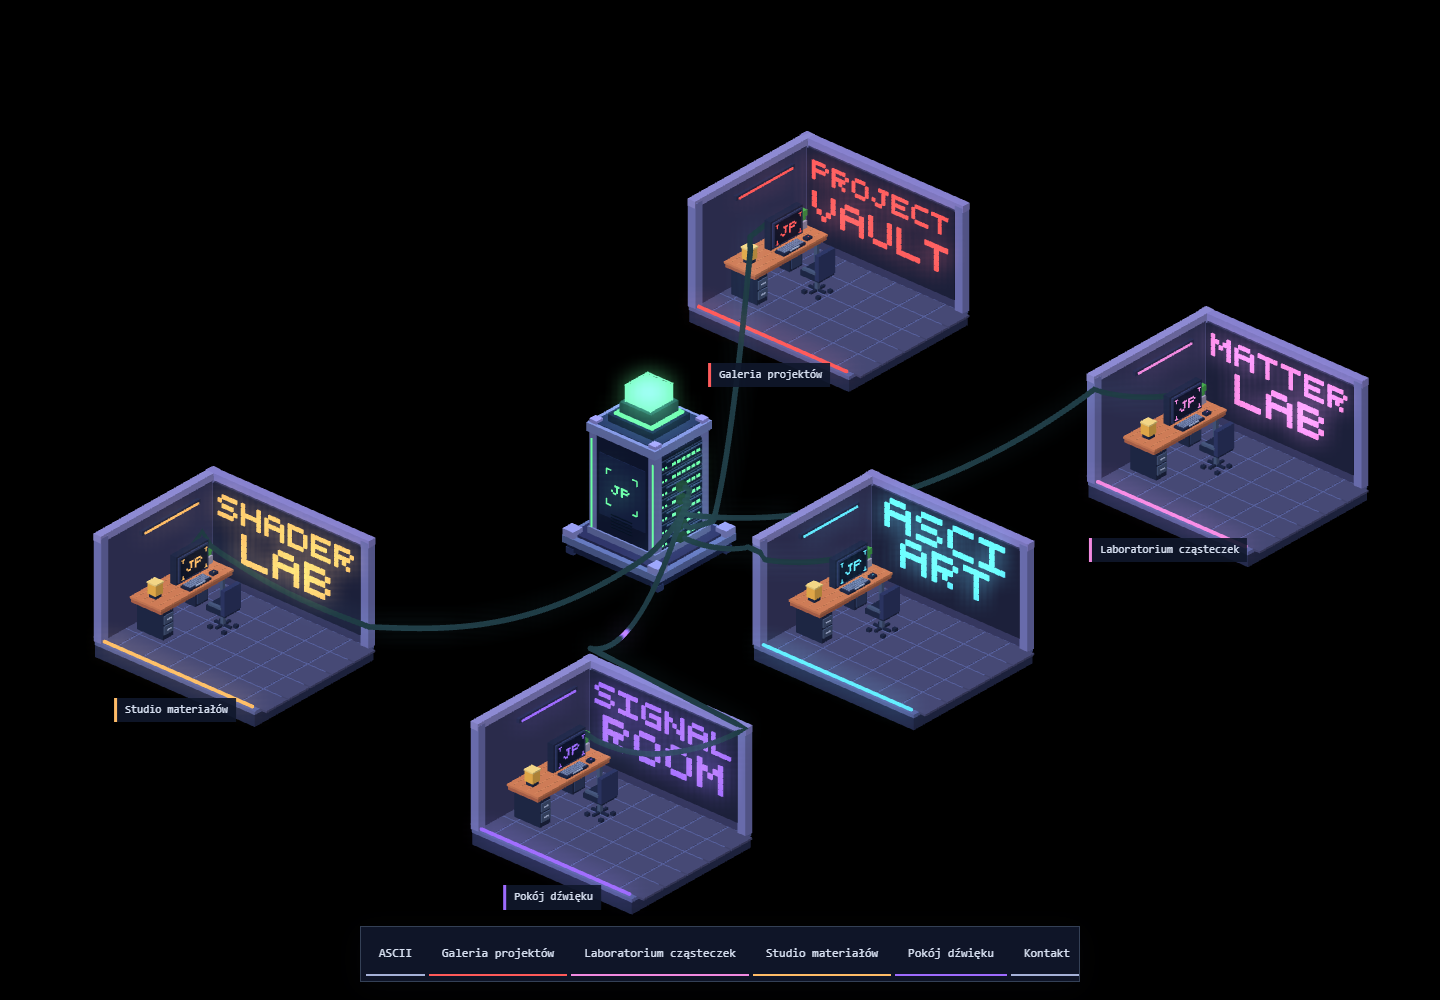 PROJECT
VAULT
JP
Galeria projektów
MATTER
LAB
JP
Laboratorium cząsteczek
JP
SHADER
LAB
JP
Studio materiałów
ASCI
ART
JP
SIGNAL
ROOM
JP
Pokój dźwięku
ASCII
Galeria projektów
Laboratorium cząsteczek
Studio materiałów
Pokój dźwięku
Kontakt